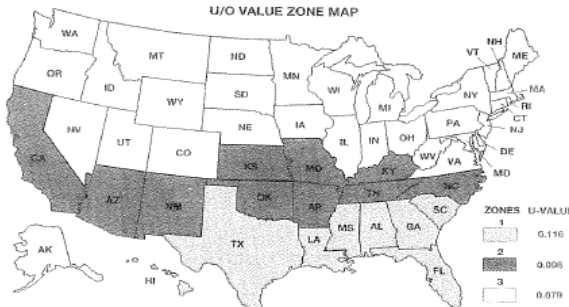 U/O VALUE ZONE MAP
WA
MT
ND
MN
VT
NH
ME
OR
ID
SD
WI
NY
MA
WY
MI
RI
CT
NV
NE
IA
PA
NJ
UT
CO
IL
IN
OH
WV
VA
DE
MD
CA
KS
MO
KY
AZ
NM
OK
AR
TN
NC
SC
TX
MS
AL
GA
LA
FL
AK
HI
ZONES U-VALUE
1
0.116
2
0.096
3
0.079